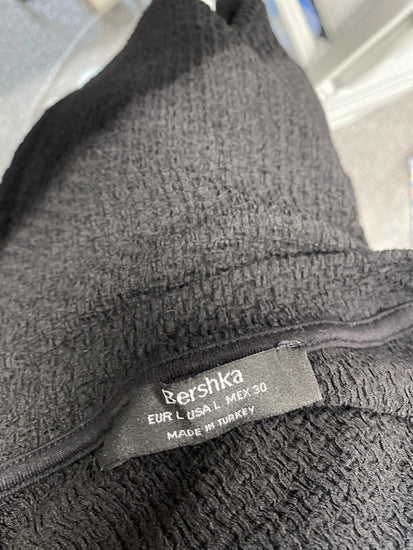 Bershka
EUR L USA L MEX 30
MADE IN TURKEY